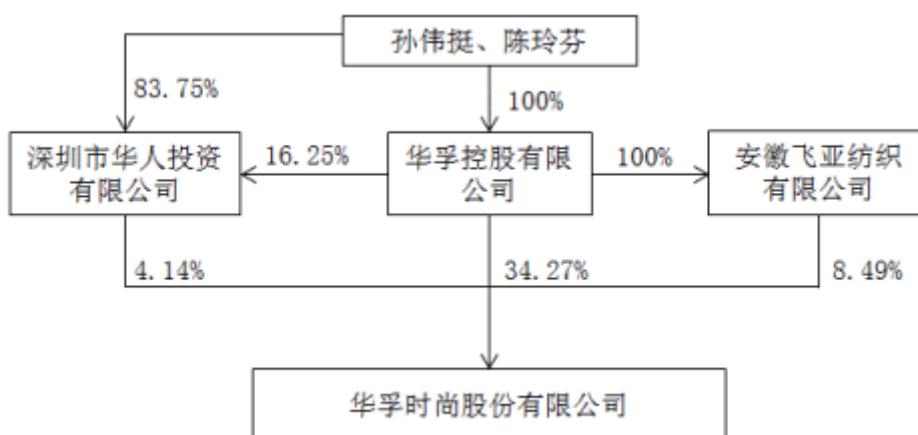 孙伟挺、陈玲芬
83.75%
100%
深圳市华人投资
有限公司
16.25%
华孚控股有限
公司
100%
安徽飞亚纺织
有限公司
4.14%
34.27%
8.49%
华孚时尚股份有限公司